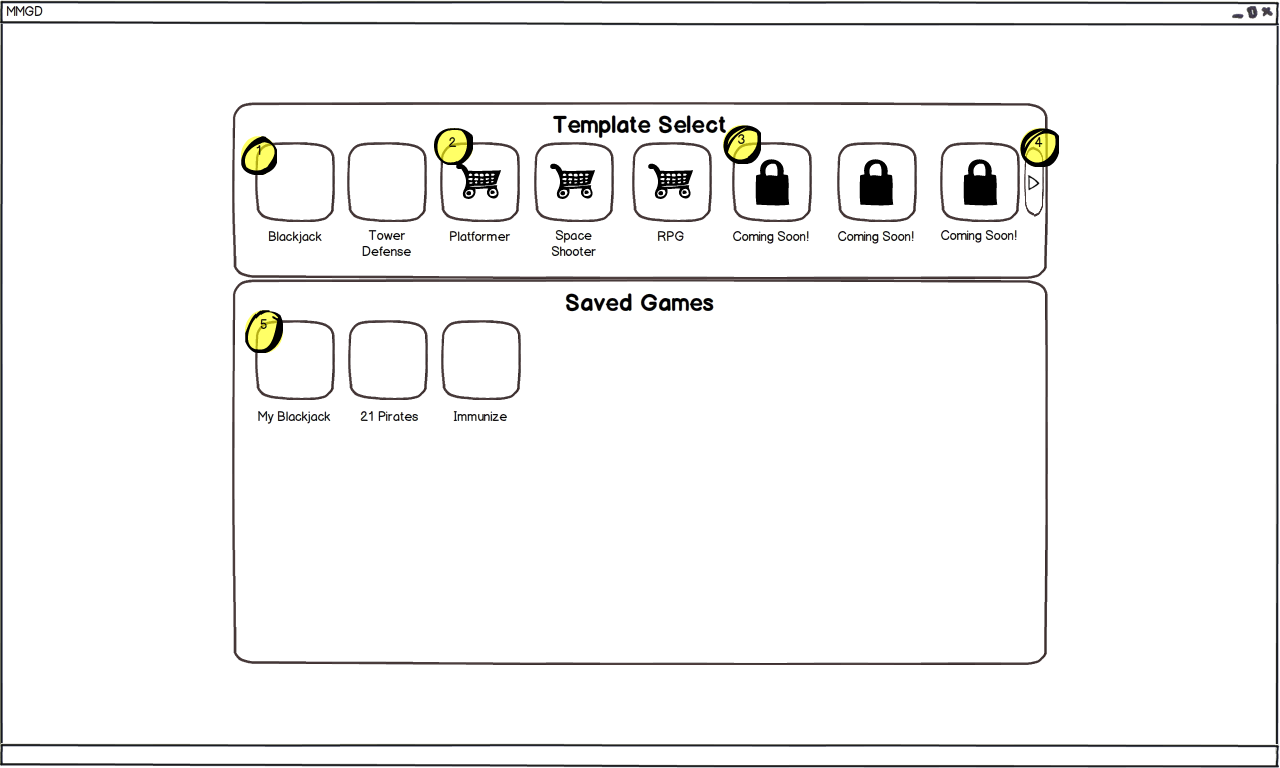 MMGD
Template Select
1
2
3
4
Blackjack
Tower
Defense
Platformer
Space
Shooter
RPG
Coming Soon!
Coming Soon!
Coming Soon!
Saved Games
5
My Blackjack
21 Pirates
Immunize